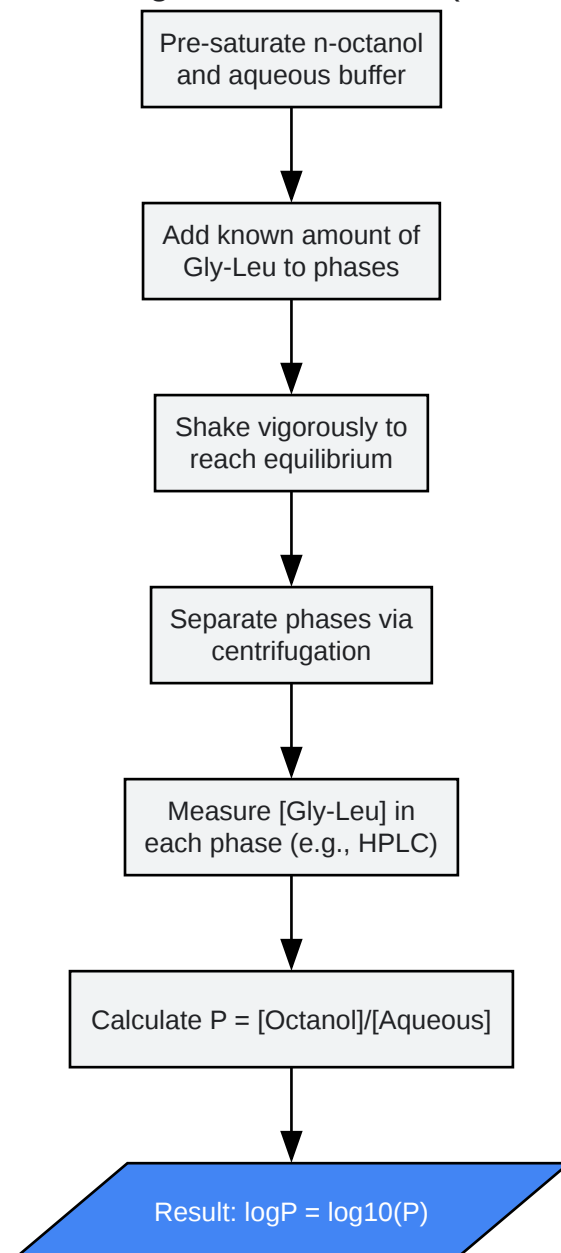 Pre-saturate n-octanol
and aqueous buffer
Add known amount of
Gly-Leu to phases
Shake vigorously to
reach equilibrium
Separate phases via
centrifugation
Measure [Gly-Leu] in
each phase (e.g., HPLC)
Calculate P = [Octanol]/[Aqueous]
Result: logP = log10(P)